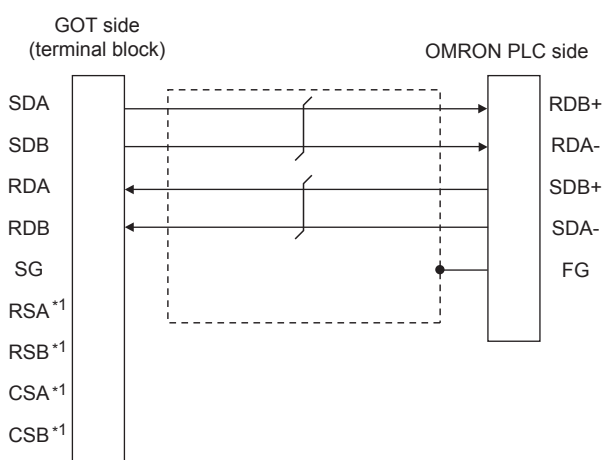 GOT side
(terminal block)
OMRON PLC side
SDA
RDB+
SDB
RDA-
RDA
SDB+
RDB
SDA-
SG
FG
RSA*1
RSB*1
CSA*1
CSB*1